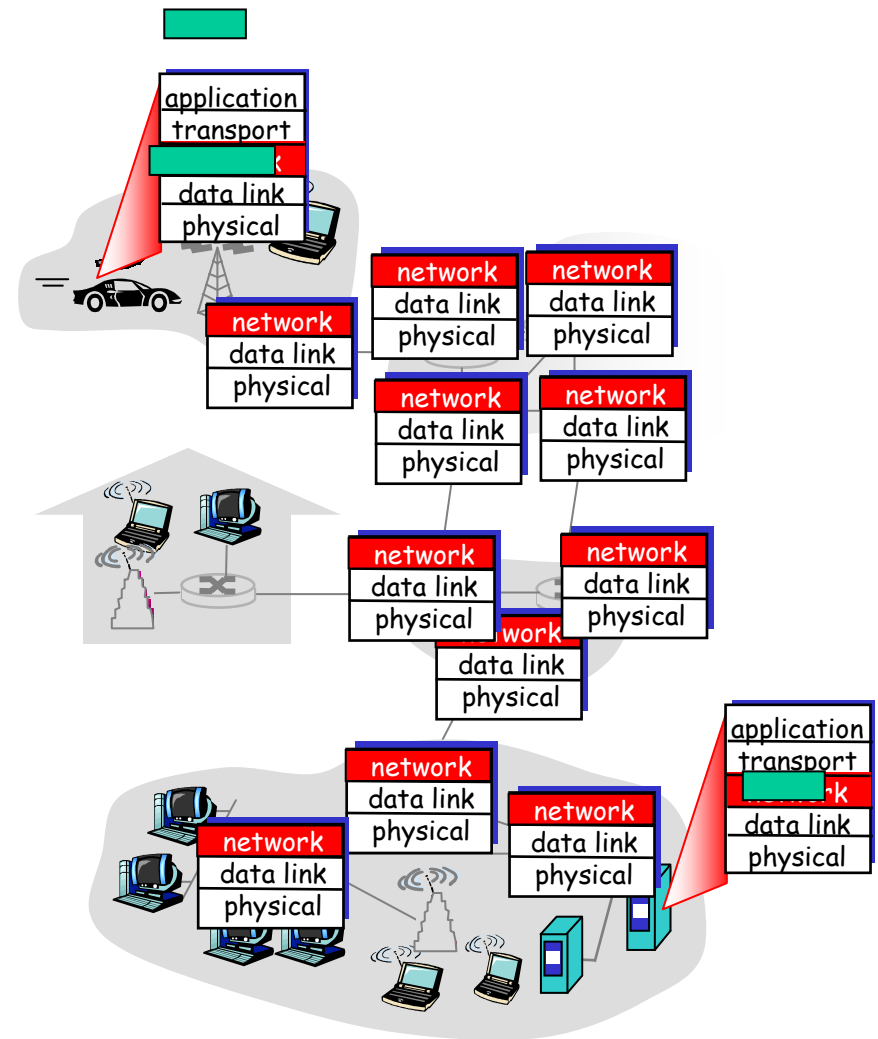 application
transport
data link
physical
network
data link
physical
network
data link
physical
network
data link
physical
network
data link
physical
network
data link
physical
network
data link
physical
network
data link
physical
data link
physical
application
transport
data link
physical
network
data link
physical
network
data link
physical
network
data link
physical